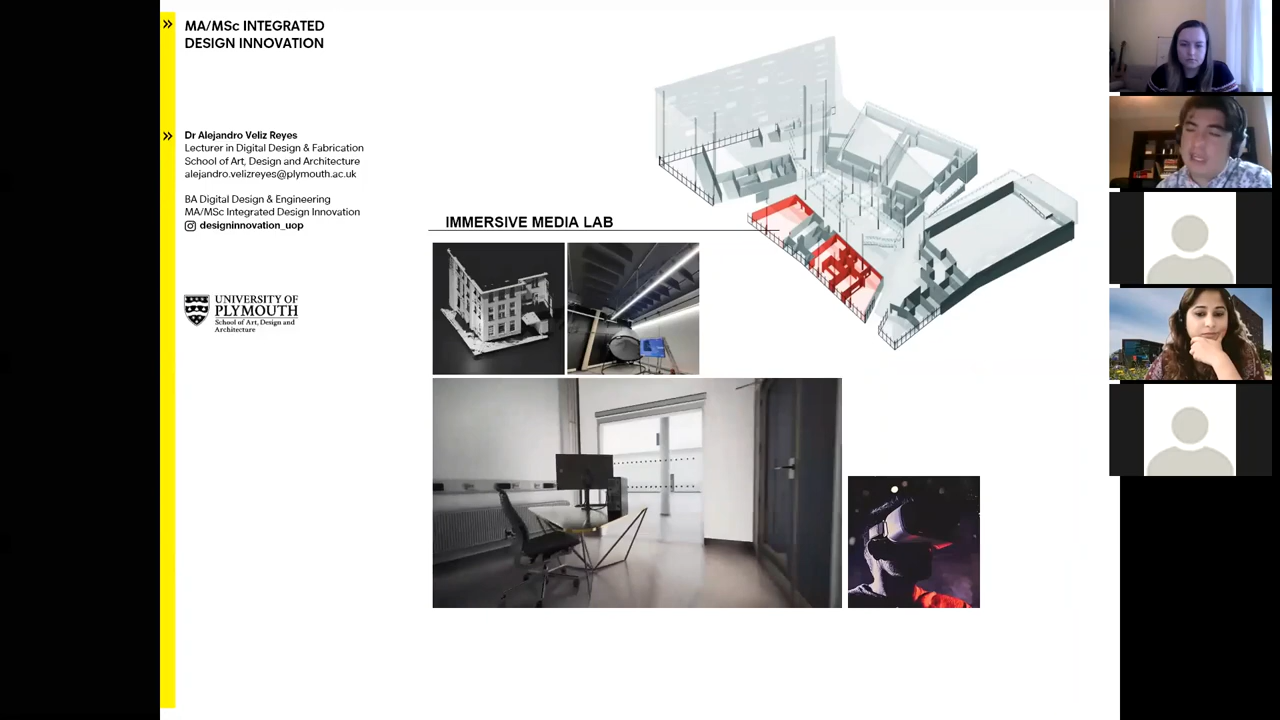 MA/MSc INTEGRATED
DESIGN INNOVATION
Dr Alejandro Veliz Reyes
Lecturer in Digital Design & Fabrication
School of Art, Design and Architecture
alejandro.velizreyes@plymouth.ac.uk
BA Digital Design & Engineering
MA/MSc Integrated Design Innovation
designinnovation_uop
UNIVERSITY OF
PLYMOUTH
School of Art, Design and
Architecture
IMMERSIVE MEDIA LAB